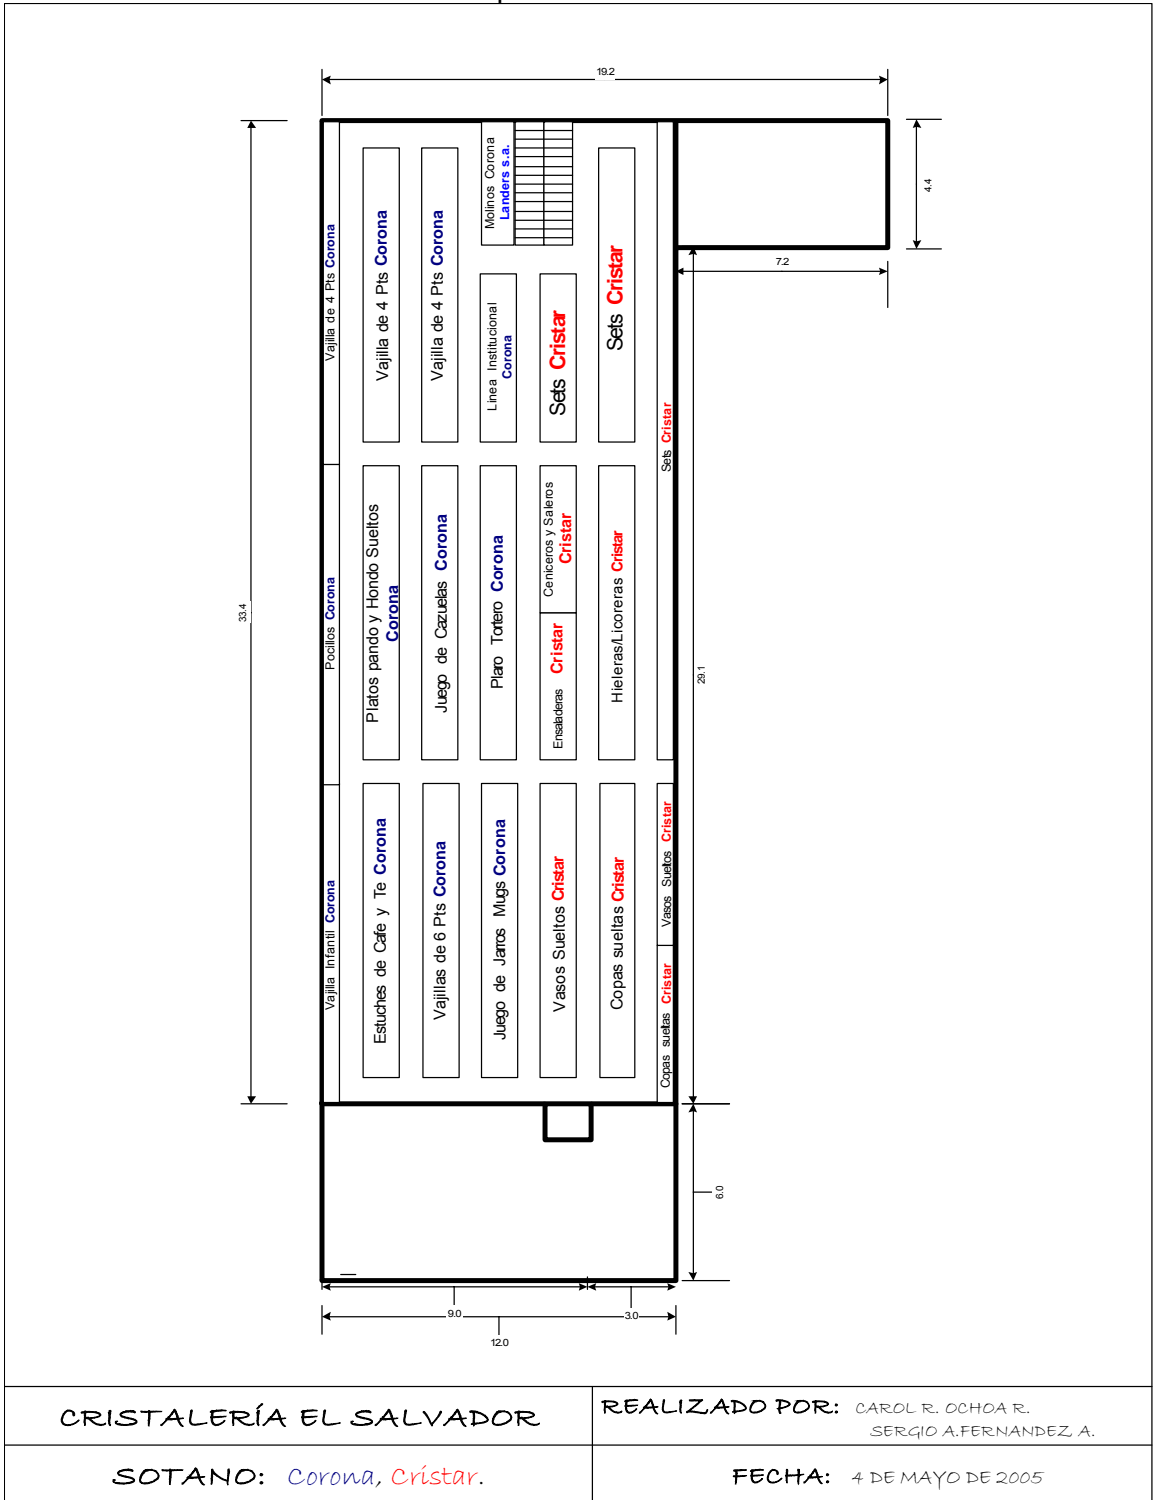 19.2
4.4
7.2
33.4
29.1
6.0
9.0
3.0
12.0
Vajilla de 4 Pts Corona
Pocillos Corona
Vajilla Infantil Corona
Vajilla de 4 Pts Corona
Platos pando y Hondo Sueltos
Corona
Estuches de Cafe y Te Corona
Vajilla de 4 Pts Corona
Juego de Cazuelas Corona
Vajillas de 6 Pts Corona
Molinos Corona
Landers s.a.
Linea Institucional
Corona
Plaro Tortero Corona
Juego de Jarros Mugs Corona
Sets Cristar
Ceniceros y Saleros
Cristar
Ensaladeras Cristar
Vasos Sueltos Cristar
Sets Cristar
Hieleras/Licoreras Cristar
Copas sueltas Cristar
Sets Cristar
Vasos Sueltos Cristar
Copas sueltas Cristar
CRISTALERÍA EL SALVADOR
REALIZADO POR: CAROL R. OCHOA R.
SERGIO A.FERNANDEZ A.
SOTANO: Corona, Cristar.
FECHA: 4 DE MAYO DE 2005